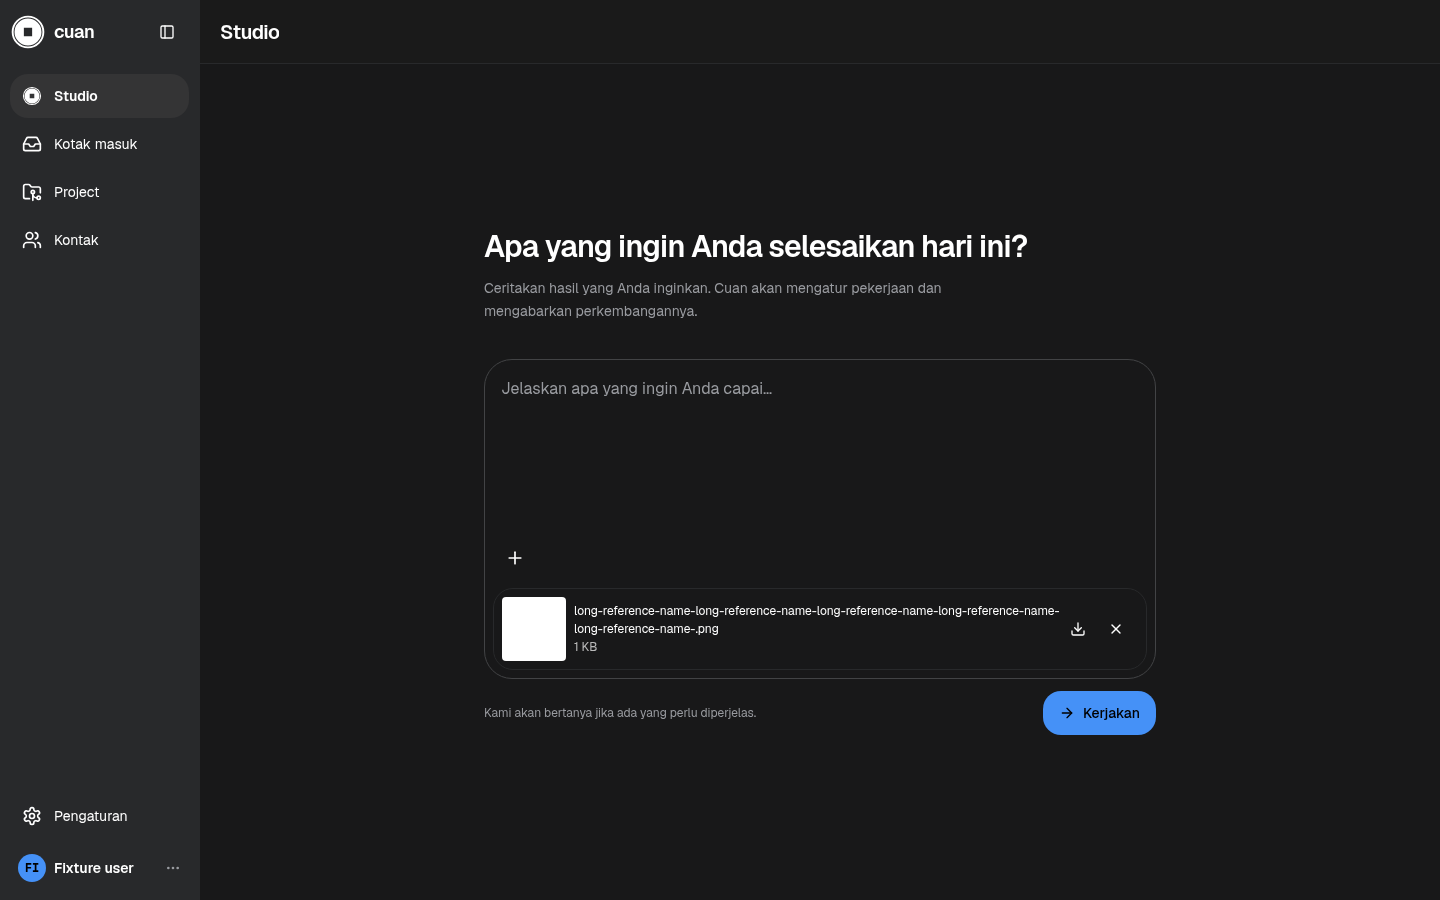 cuan
Studio
Studio
Kotak masuk
Project
Kontak
Apa yang ingin Anda selesaikan hari ini?
Ceritakan hasil yang Anda inginkan. Cuan akan mengatur pekerjaan dan
mengabarkan perkembangannya.
Jelaskan apa yang ingin Anda capai...
long-reference-name-long-reference-name-long-reference-name-long-reference-name-
long-reference-name-.png
1 KB
Kami akan bertanya jika ada yang perlu diperjelas.
Kerjakan
Pengaturan
FI
Fixture user